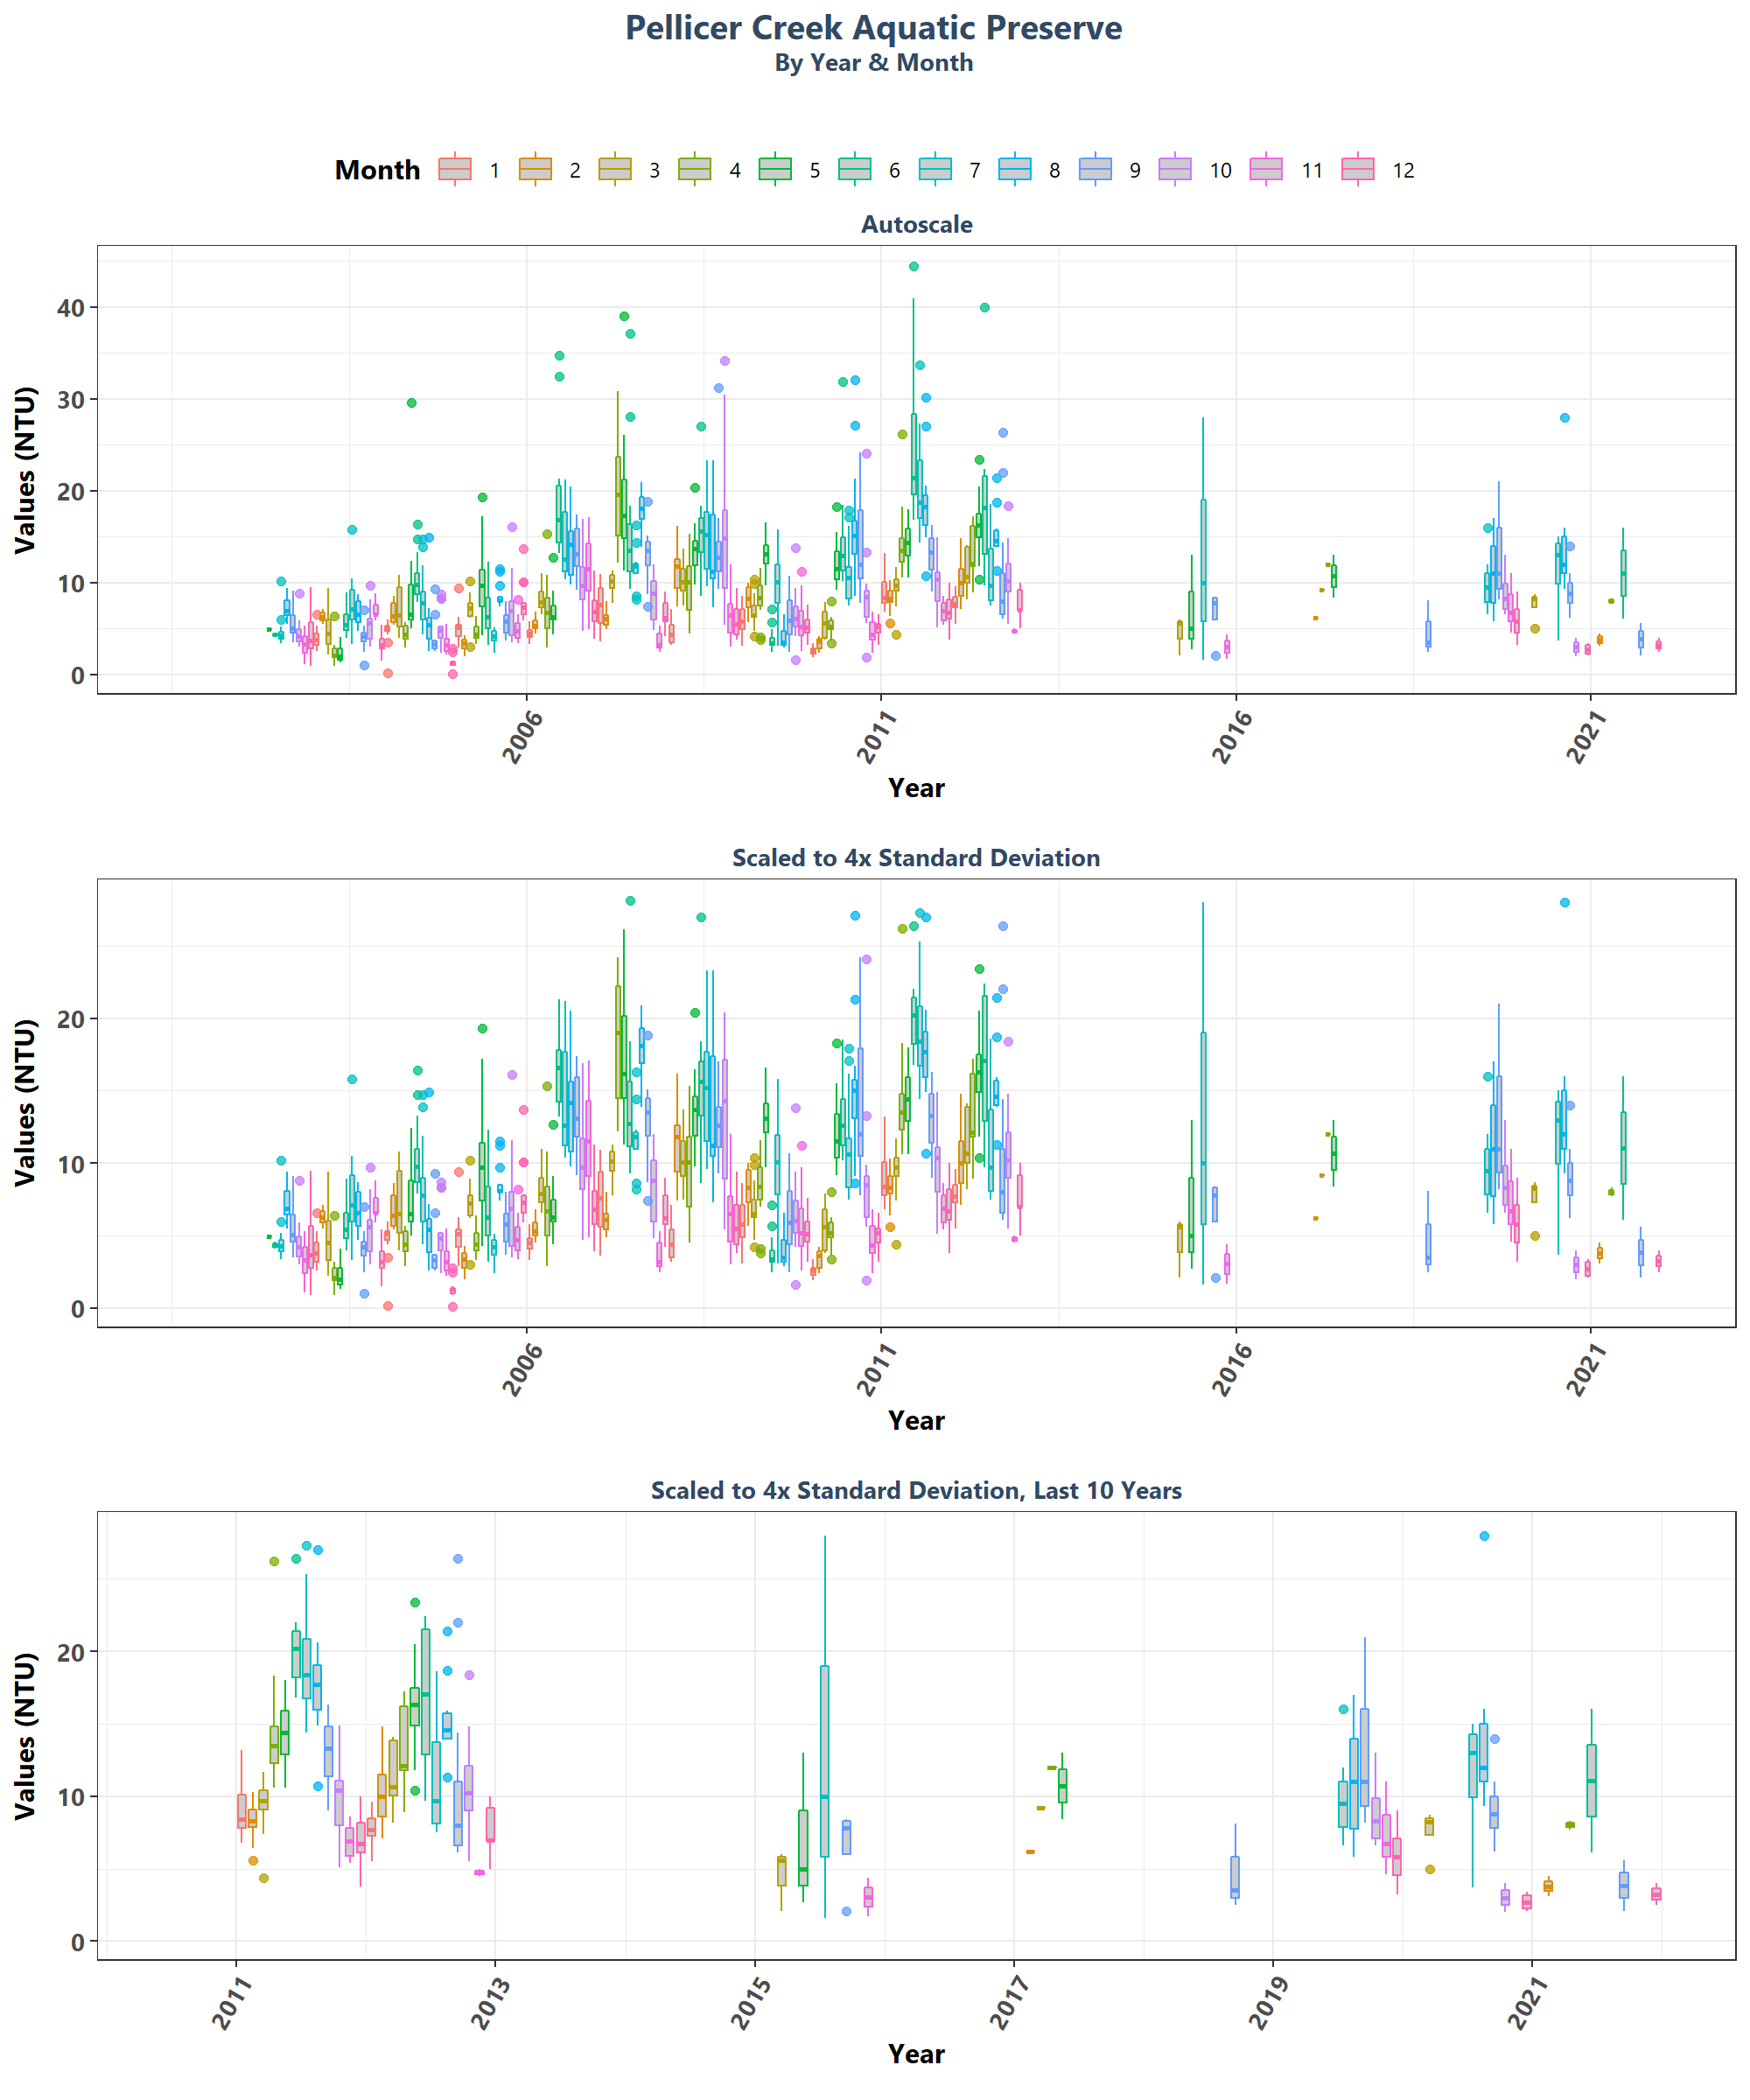 Pellicer Creek Aquatic Preserve
By Year & Month
Month 1 2 3 4 5 6 7 8 9 10 11 12
Autoscale
Values (NTU)
40
30
20
10
0
2006 2011 2016 2021
Year
Scaled to 4x Standard Deviation
Values (NTU)
20
10
0
2006 2011 2016 2021
Year
Scaled to 4x Standard Deviation, Last 10 Years
Values (NTU)
20
10
0
2011 2013 2015 2017 2019 2021
Year